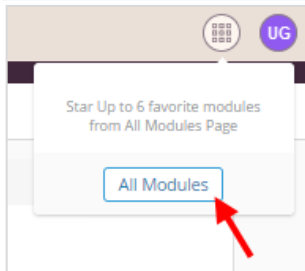 UG
Star Up to 6 favorite modules
from All Modules Page
All Modules